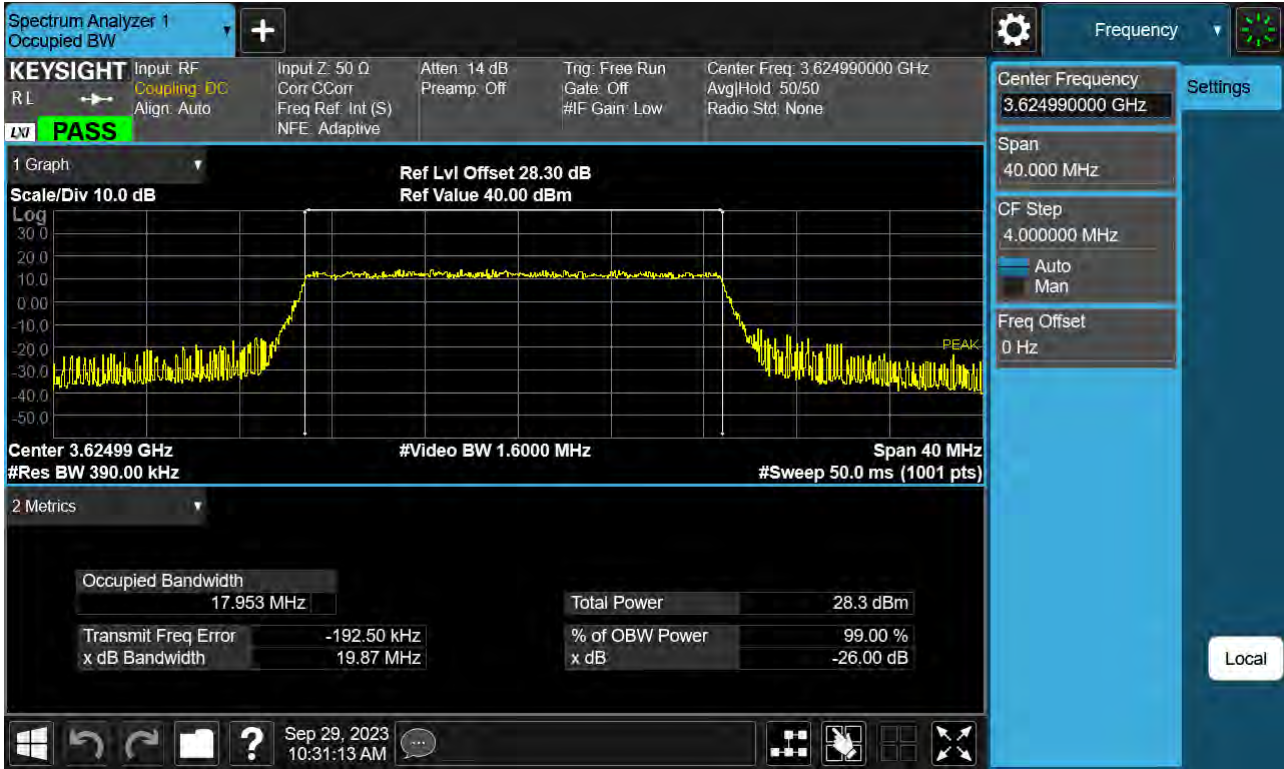 Spectrum Analyzer 1
Occupied BW
Frequency
KEYSIGHT
RL
LXI PASS
Input: RF
Coupling: DC
Align: Auto
Input Z: 50 Ω
Corr CCorr
Freq Ref: Int (S)
NFE: Adaptive
Atten: 14 dB
Preamp: Off
Trig: Free Run
Gate: Off
#IF Gain: Low
Center Freq: 3.624990000 GHz
Avg|Hold: 50/50
Radio Std: None
1 Graph
Scale/Div 10.0 dB
Ref Lvl Offset 28.30 dB
Ref Value 40.00 dBm
Log
30.0
20.0
10.0
0.00
-10.0
-20.0
-30.0
-40.0
-50.0
PEAK
Center 3.62499 GHz
#Video BW 1.6000 MHz
Span 40 MHz
#Res BW 390.00 kHz
#Sweep 50.0 ms (1001 pts)
2 Metrics
Occupied Bandwidth
17.953 MHz
Total Power 28.3 dBm
Transmit Freq Error -192.50 kHz
% of OBW Power 99.00 %
x dB Bandwidth 19.87 MHz
x dB -26.00 dB
Center Frequency
3.624990000 GHz
Settings
Span
40.000 MHz
CF Step
4.000000 MHz
Auto
Man
Freq Offset
0 Hz
Local
?
Sep 29, 2023
10:31:13 AM